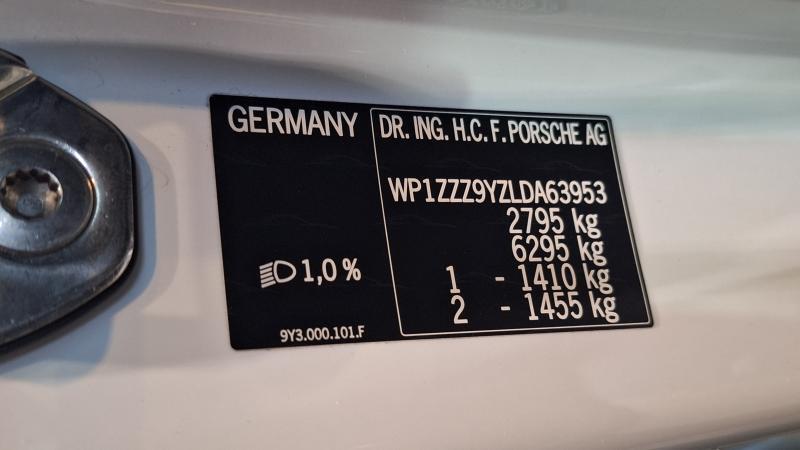 GERMANY
DR. ING. H.C. F. PORSCHE AG
WP1ZZZ9YZLDA63953
2795 kg
6295 kg
1 - 1410 kg
2 - 1455 kg
1,0 %
9Y3.000.101.F